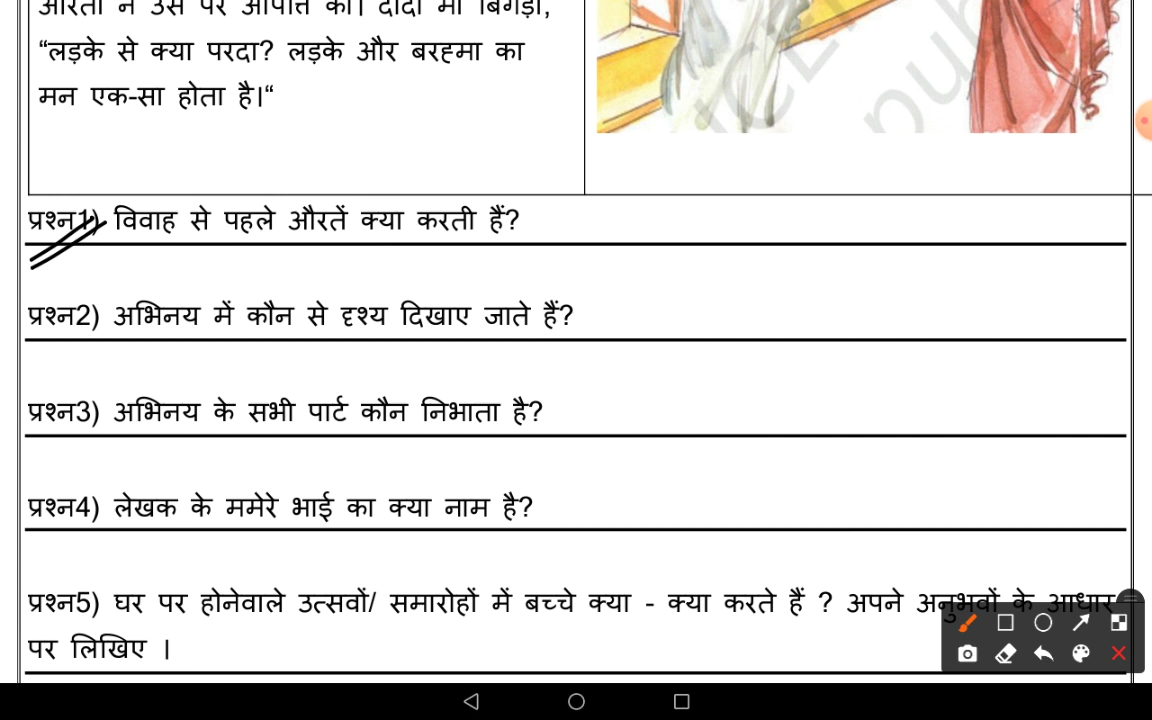 औरतों ने उस पर आपत्ति की। दादी माँ बिगड़ीं,
“लड़के से क्या परदा? लड़के और बरह्मा का
मन एक-सा होता है।“
प्रश्न1) विवाह से पहले औरतें क्या करती हैं?
प्रश्न2) अभिनय में कौन से दृश्य दिखाए जाते हैं?
प्रश्न3) अभिनय के सभी पार्ट कौन निभाता है?
प्रश्न4) लेखक के ममेरे भाई का क्या नाम है?
प्रश्न5) घर पर होनेवाले उत्सवों/ समारोहों में बच्चे क्या - क्या करते हैं ? अपने अनुभवों के आधार
पर लिखिए ।